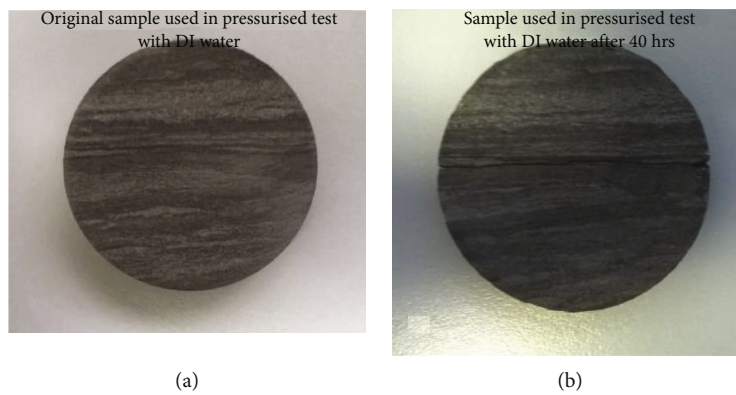 Original sample used in pressurised test
with DI water
Sample used in pressurised test
with DI water after 40 hrs
(a)
(b)